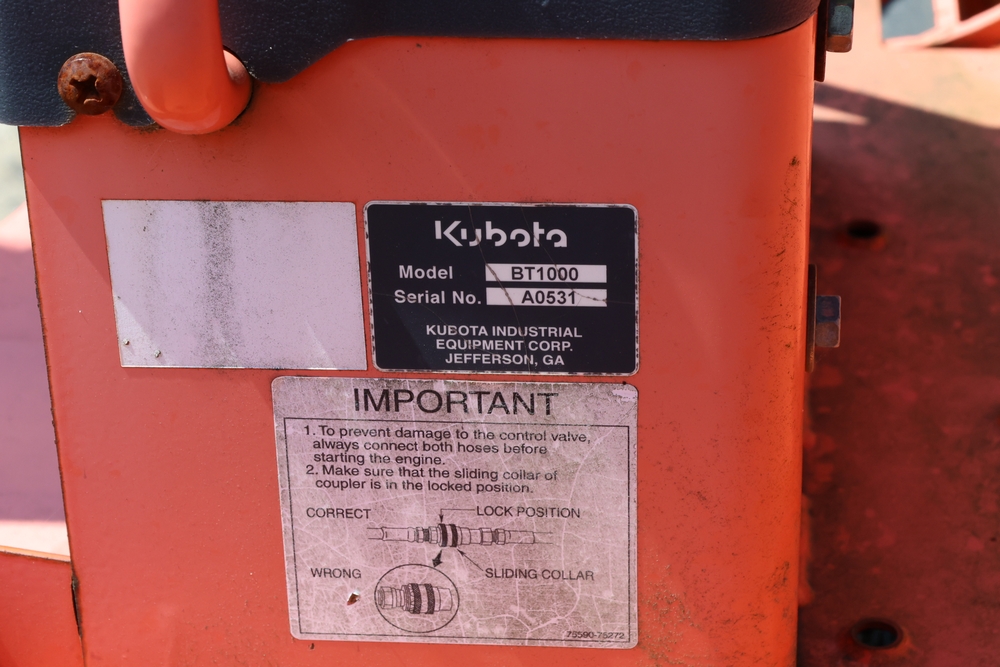 Kubota
Model BT1000
Serial No. A0531
KUBOTA INDUSTRIAL
EQUIPMENT CORP.
JEFFERSON, GA
IMPORTANT
1. To prevent damage to the control valve,
always connect both hoses before
starting the engine.
2. Make sure that the sliding collar of
coupler is in the locked position.
CORRECT LOCK POSITION
WRONG SLIDING COLLAR
75590-75272